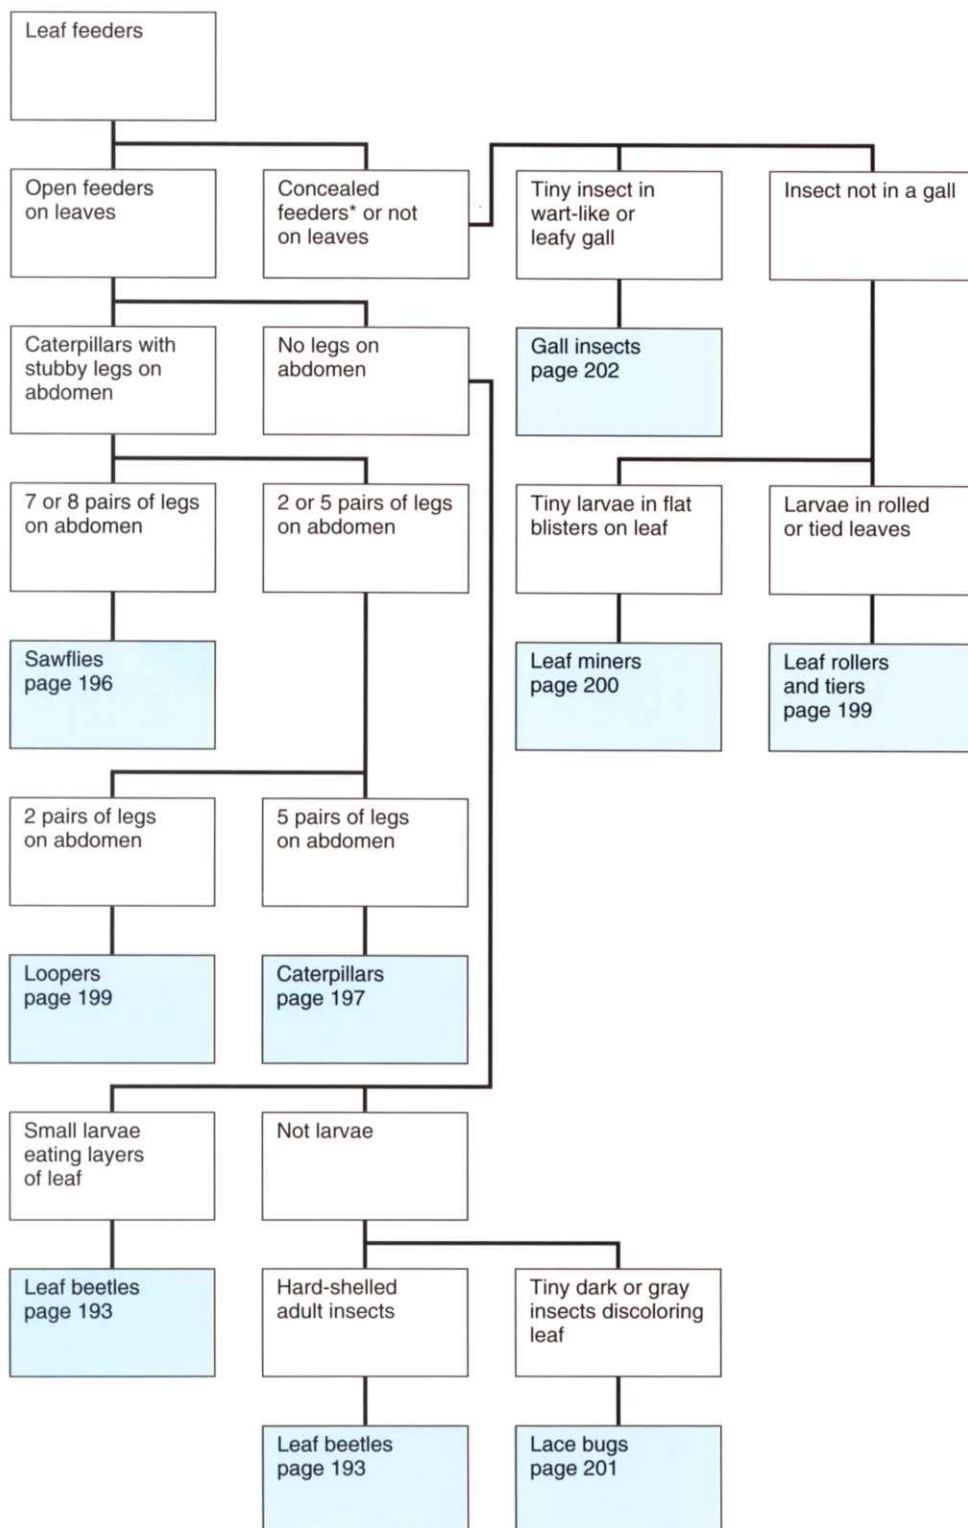 Leaf feeders
Open feeders
on leaves
Concealed
feeders* or not
on leaves
Tiny insect in
wart-like or
leafy gall
Insect not in a gall
Caterpillars with
stubby legs on
abdomen
No legs on
abdomen
Gall insects
page 202
7 or 8 pairs of legs
on abdomen
2 or 5 pairs of legs
on abdomen
Tiny larvae in flat
blisters on leaf
Larvae in rolled
or tied leaves
Sawflies
page 196
Leaf miners
page 200
Leaf rollers
and tiers
page 199
2 pairs of legs
on abdomen
5 pairs of legs
on abdomen
Loopers
page 199
Caterpillars
page 197
Small larvae
eating layers
of leaf
Not larvae
Leaf beetles
page 193
Hard-shelled
adult insects
Tiny dark or gray
insects discoloring
leaf
Leaf beetles
page 193
Lace bugs
page 201